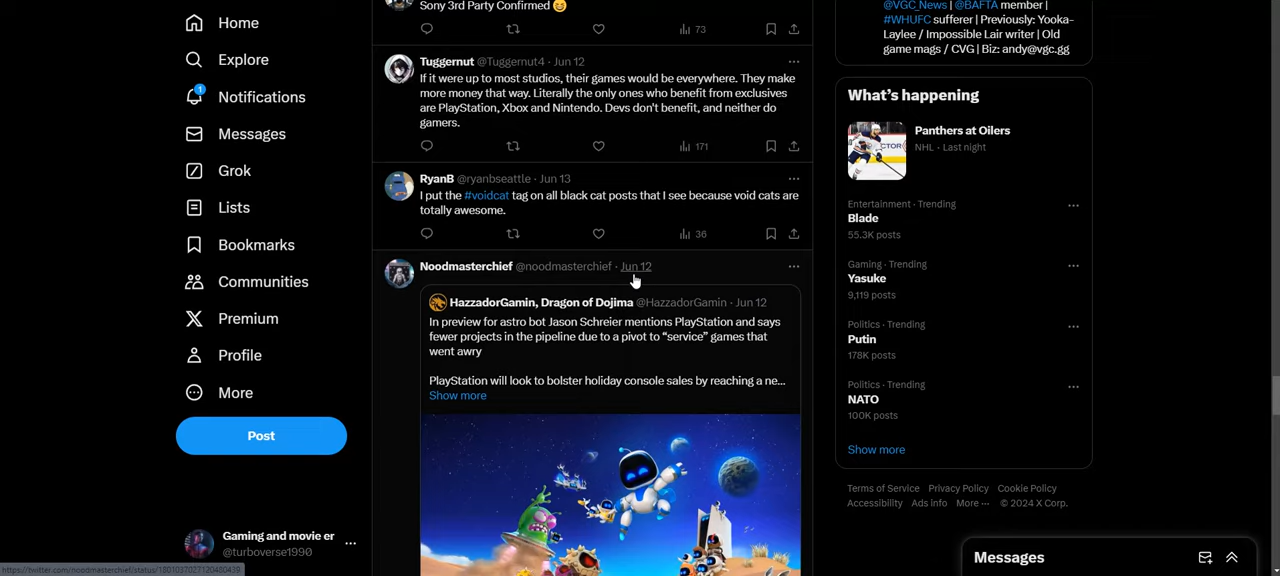 Home
Explore
1
Notifications
Messages
Grok
Lists
Bookmarks
Communities
Premium
Profile
More
Post
Gaming and movie er
@turboverse1990
https://twitter.com/noodmasterchief/status/1801037027120480439
Sony 3rd Party Confirmed
73
Tuggernut @Tuggernut4 · Jun 12
If it were up to most studios, their games would be everywhere. They make
more money that way. Literally the only ones who benefit from exclusives
are PlayStation, Xbox and Nintendo. Devs don't benefit, and neither do
gamers.
171
RyanB @ryanbseattle · Jun 13
I put the #voidcat tag on all black cat posts that I see because void cats are
totally awesome.
36
Noodmasterchief @noodmasterchief · Jun 12
HazzadorGamin, Dragon of Dojima @HazzadorGamin · Jun 12
In preview for astro bot Jason Schreier mentions PlayStation and says
fewer projects in the pipeline due to a pivot to “service” games that
went awry
PlayStation will look to bolster holiday console sales by reaching a ne...
Show more
@VGC_News | @BAFTA member |
#WHUFC sufferer | Previously: Yooka-
Laylee / Impossible Lair writer | Old
game mags / CVG | Biz: andy@vgc.gg
What’s happening
Panthers at Oilers
NHL · Last night
Entertainment · Trending
Blade
55.3K posts
Gaming · Trending
Yasuke
9,119 posts
Politics · Trending
Putin
178K posts
Politics · Trending
NATO
100K posts
Show more
Terms of Service Privacy Policy Cookie Policy
Accessibility Ads info More ··· © 2024 X Corp.
Messages